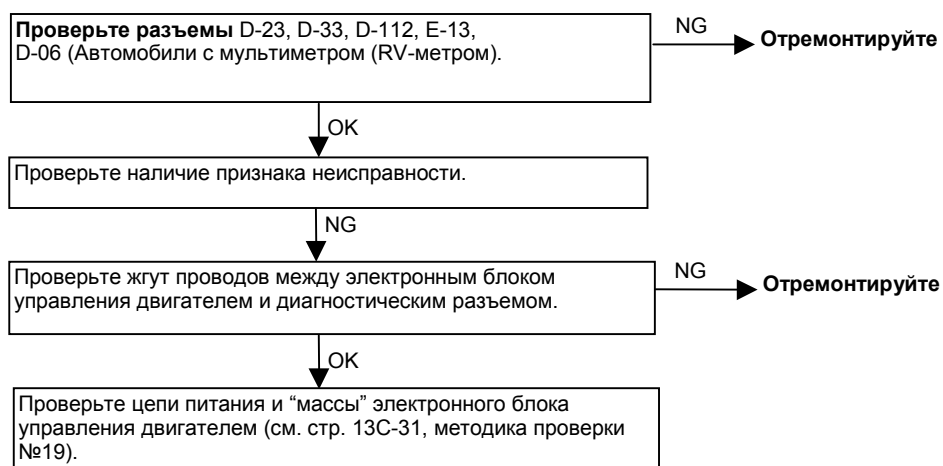 Проверьте разъемы D-23, D-33, D-112, E-13,
D-06 (Автомобили с мультиметром (RV-метром).
NG
Отремонтируйте
OK
Проверьте наличие признака неисправности.
NG
Проверьте жгут проводов между электронным блоком
управления двигателем и диагностическим разъемом.
NG
Отремонтируйте
OK
Проверьте цепи питания и “массы” электронного блока
управления двигателем (см. стр. 13C-31, методика проверки
№19).